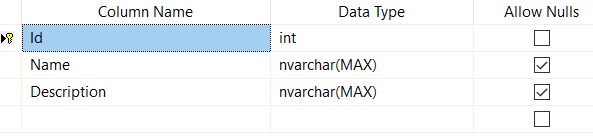 Column Name Data Type Allow Nulls
Id int
Name nvarchar(MAX)
Description nvarchar(MAX)